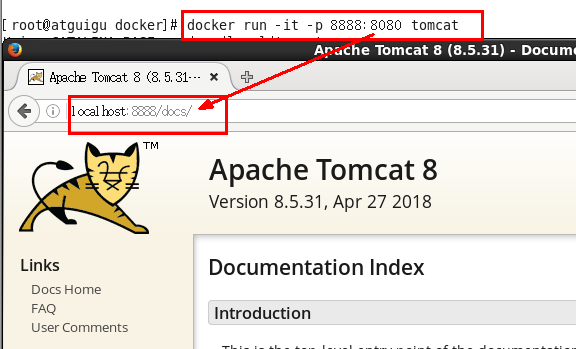 [root@atguigu docker]# docker run -it -p 8888:8080 tomcat
Apache Tomcat 8 (8.5.31) - Docume
Apache Tomcat 8 (8.5.31…
localhost:8888/docs/
TM
Apache Tomcat 8
Version 8.5.31, Apr 27 2018
Links
Docs Home
FAQ
User Comments
Documentation Index
Introduction
This is the top-level entry point of the documentation